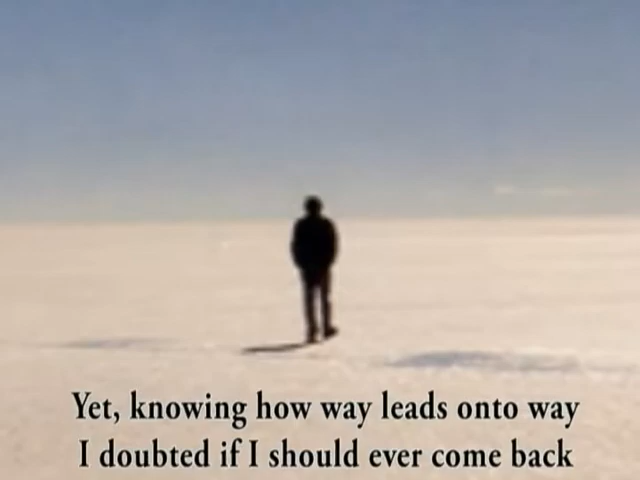 Yet, knowing how way leads onto way
I doubted if I should ever come back